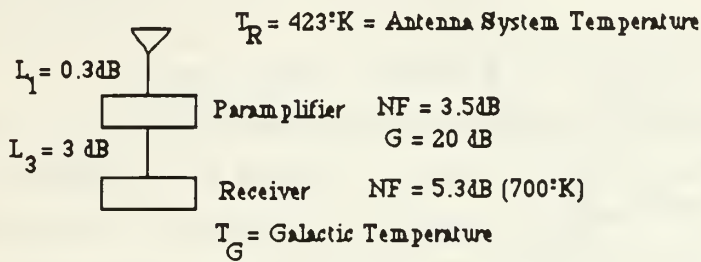 T_R = 423°K = Antenna System Temperature
L_1 = 0.3dB
Paramplifier NF = 3.5dB
G = 20 dB
L_3 = 3 dB
Receiver NF = 5.3dB (700°K)
T_G = Galactic Temperature